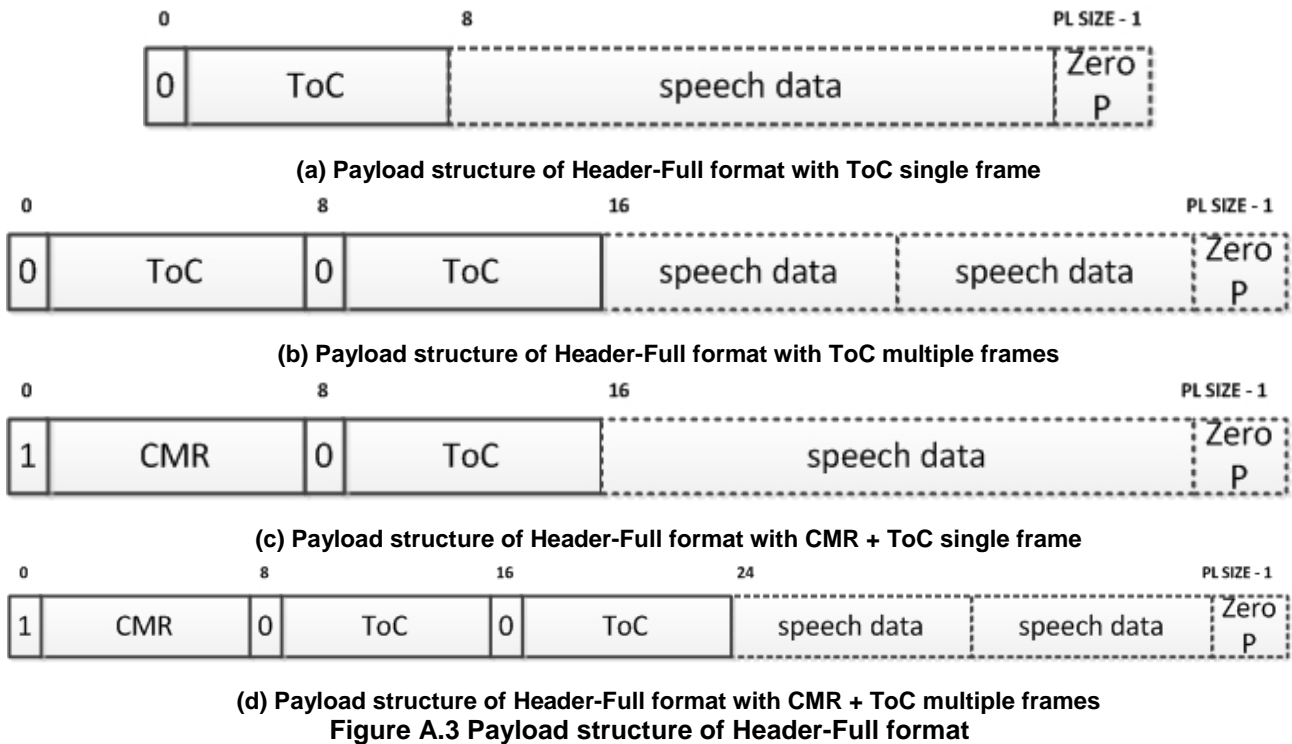 0 8 PL SIZE - 1
0 ToC speech data Zero P
(a) Payload structure of Header-Full format with ToC single frame
0 8 16 PL SIZE - 1
0 ToC 0 ToC speech data speech data Zero P
(b) Payload structure of Header-Full format with ToC multiple frames
0 8 16 PL SIZE - 1
1 CMR 0 ToC speech data Zero P
(c) Payload structure of Header-Full format with CMR + ToC single frame
0 8 16 24 PL SIZE - 1
1 CMR 0 ToC 0 ToC speech data speech data Zero P
(d) Payload structure of Header-Full format with CMR + ToC multiple frames
Figure A.3 Payload structure of Header-Full format